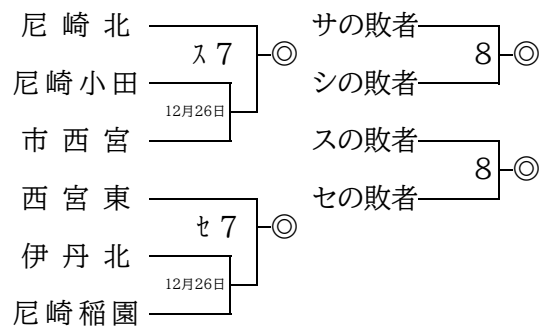 尼崎北
ｽ 7 ◎
尼崎小田
12月26日
市西宮
西宮東
ｾ 7 ◎
伊丹北
12月26日
尼崎稲園
サの敗者
8 ◎
シの敗者
スの敗者
8 ◎
セの敗者